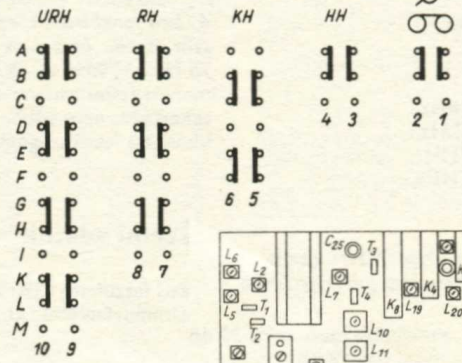 URH RH KH HH
A
B
C
4 3 2 1
D
E
F
6 5
G
H
8 7
I
K
L
M
10 9
C25 T3
L6 L2 L7 T4 K8 L19 K4 K
L5 T1 L20
T2 L10
L11